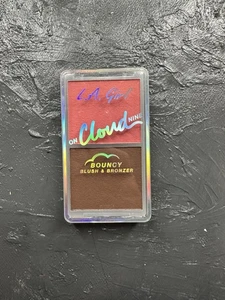 L.A. Girl
ON Cloud NINE
BOUNCY
BLUSH & BRONZER